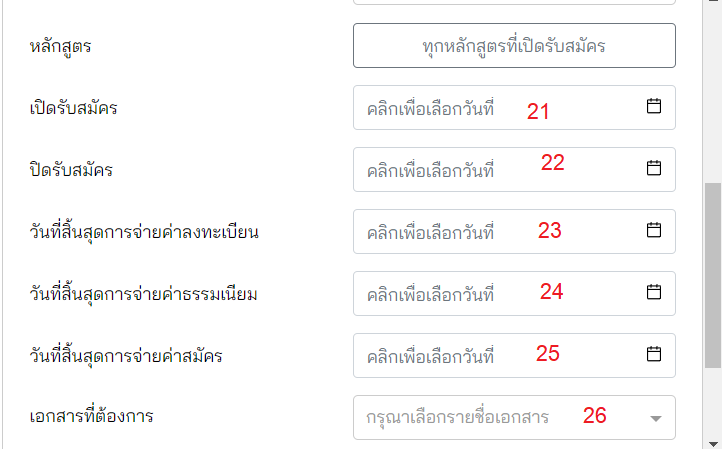 หลักสูตร ทุกหลักสูตรที่เปิดรับสมัคร
เปิดรับสมัคร คลิกเพื่อเลือกวันที่ 21
ปิดรับสมัคร คลิกเพื่อเลือกวันที่ 22
วันที่สิ้นสุดการจ่ายค่าลงทะเบียน คลิกเพื่อเลือกวันที่ 23
วันที่สิ้นสุดการจ่ายค่าธรรมเนียม คลิกเพื่อเลือกวันที่ 24
วันที่สิ้นสุดการจ่ายค่าสมัคร คลิกเพื่อเลือกวันที่ 25
เอกสารที่ต้องการ กรุณาเลือกรายชื่อเอกสาร 26